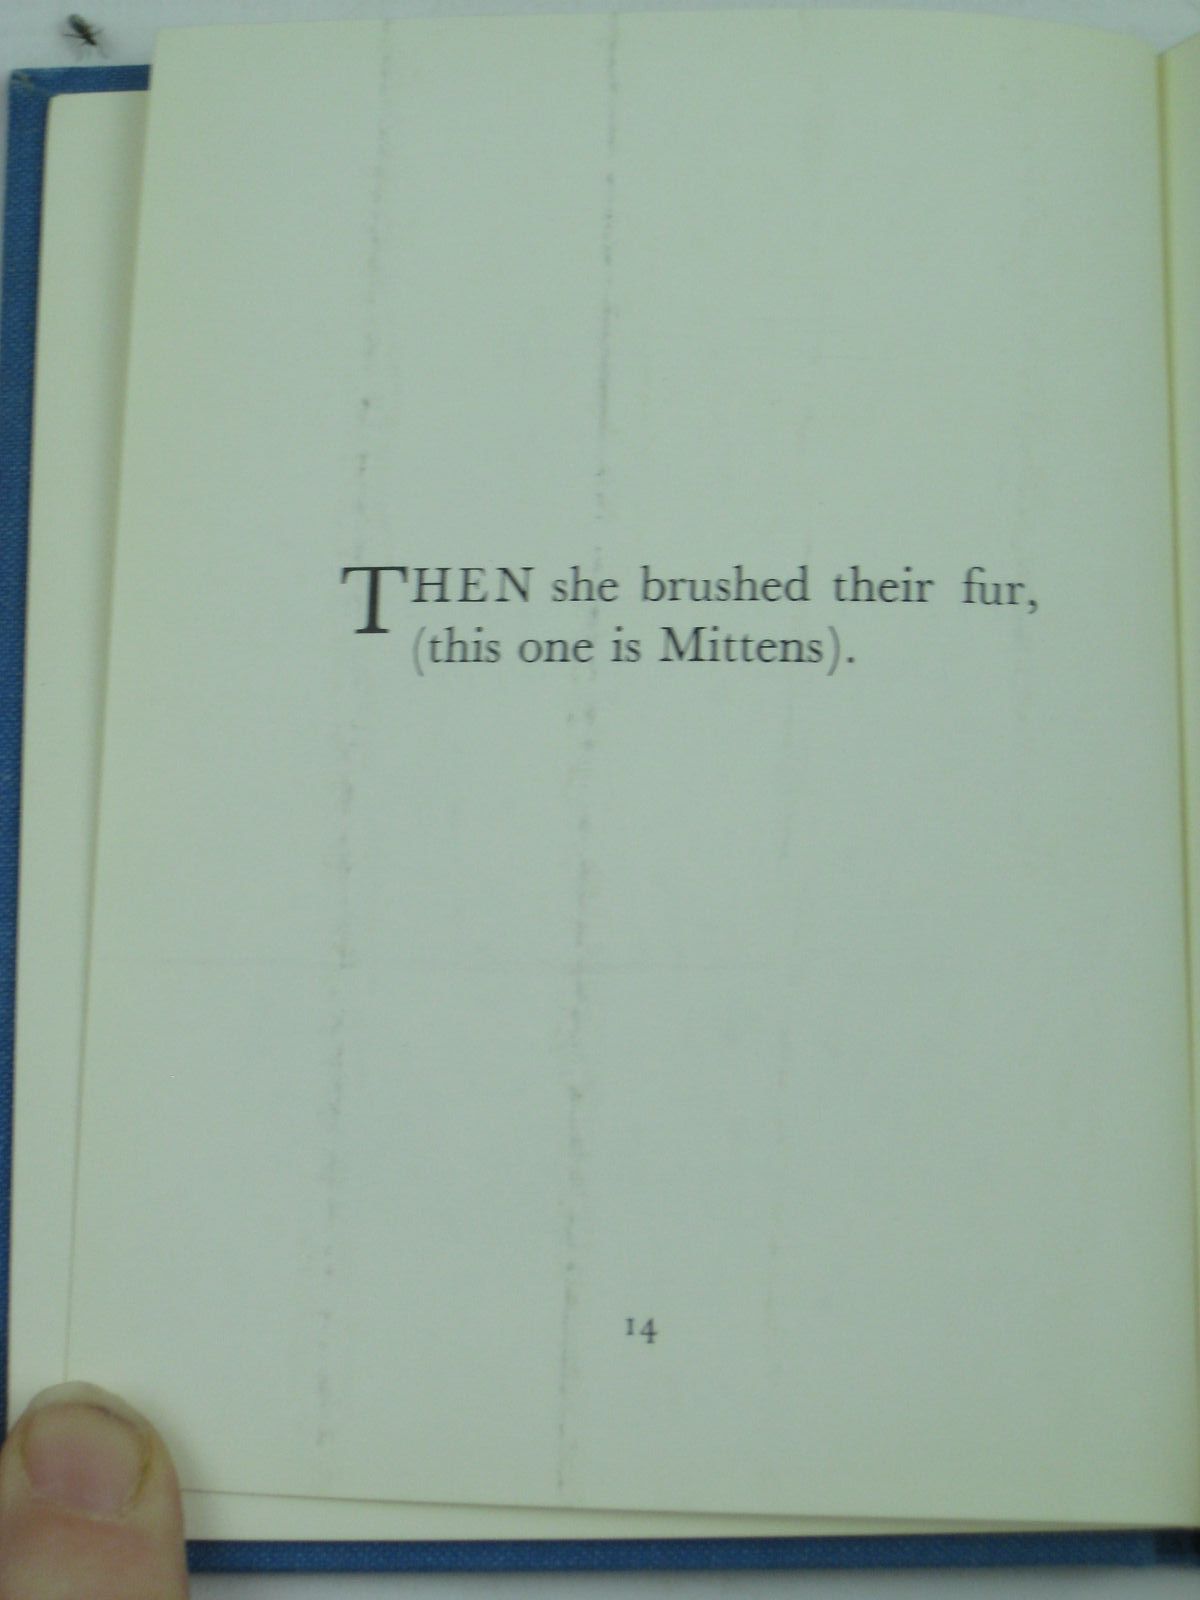 THEN she brushed their fur,
(this one is Mittens).
14